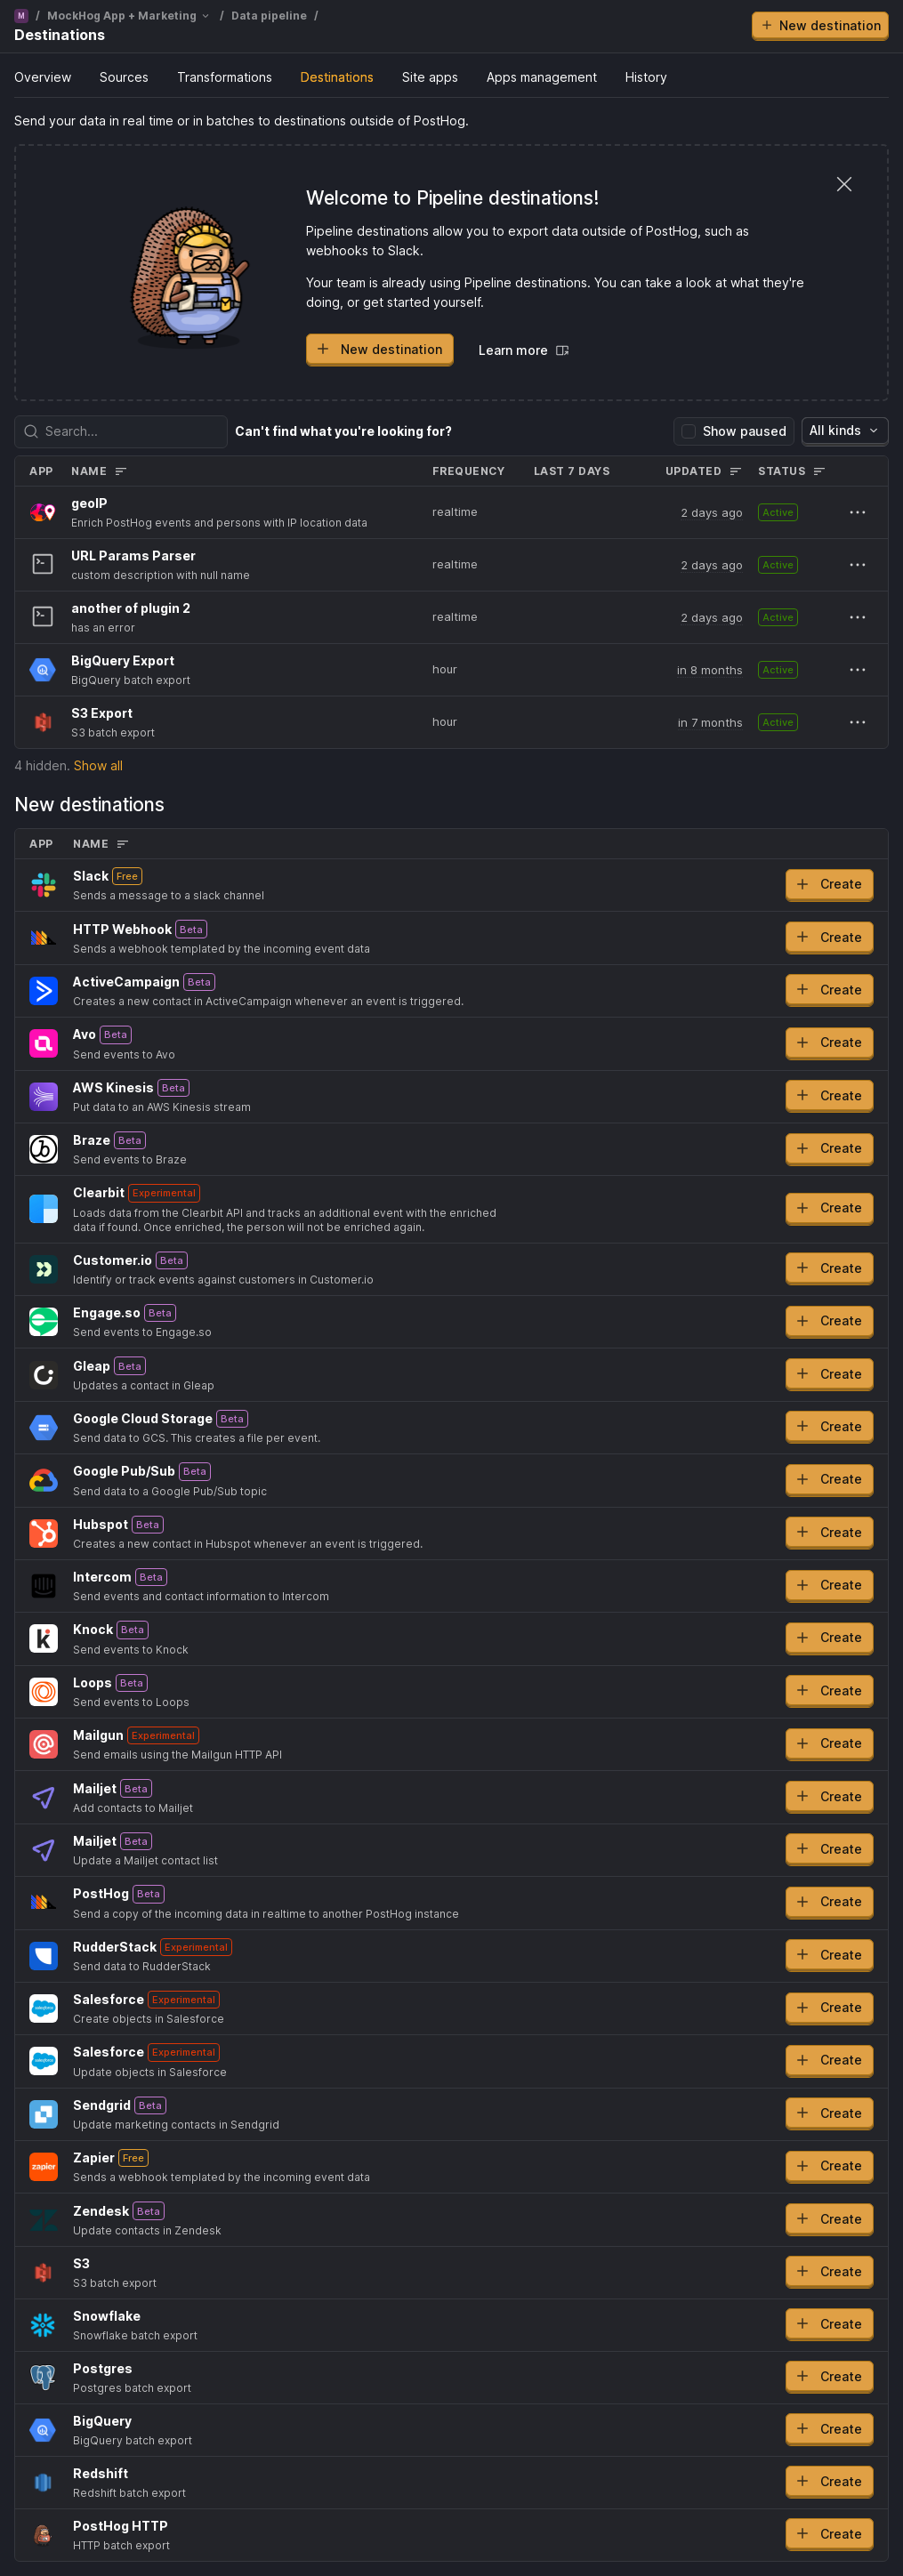 M / MockHog App + Marketing / Data pipeline /
Destinations
New destination
Overview Sources Transformations Destinations Site apps Apps management History
Send your data in real time or in batches to destinations outside of PostHog.
Welcome to Pipeline destinations!
Pipeline destinations allow you to export data outside of PostHog, such as
webhooks to Slack.
Your team is already using Pipeline destinations. You can take a look at what they're
doing, or get started yourself.
New destination Learn more
Search... Can't find what you're looking for? Show paused All kinds
APP NAME FREQUENCY LAST 7 DAYS UPDATED STATUS
geoIP
Enrich PostHog events and persons with IP location data
realtime 2 days ago Active
URL Params Parser
custom description with null name
realtime 2 days ago Active
another of plugin 2
has an error
realtime 2 days ago Active
BigQuery Export
BigQuery batch export
hour in 8 months Active
S3 Export
S3 batch export
hour in 7 months Active
4 hidden. Show all
New destinations
APP NAME
Slack Free
Sends a message to a slack channel
Create
HTTP Webhook Beta
Sends a webhook templated by the incoming event data
Create
ActiveCampaign Beta
Creates a new contact in ActiveCampaign whenever an event is triggered.
Create
Avo Beta
Send events to Avo
Create
AWS Kinesis Beta
Put data to an AWS Kinesis stream
Create
Braze Beta
Send events to Braze
Create
Clearbit Experimental
Loads data from the Clearbit API and tracks an additional event with the enriched
data if found. Once enriched, the person will not be enriched again.
Create
Customer.io Beta
Identify or track events against customers in Customer.io
Create
Engage.so Beta
Send events to Engage.so
Create
Gleap Beta
Updates a contact in Gleap
Create
Google Cloud Storage Beta
Send data to GCS. This creates a file per event.
Create
Google Pub/Sub Beta
Send data to a Google Pub/Sub topic
Create
Hubspot Beta
Creates a new contact in Hubspot whenever an event is triggered.
Create
Intercom Beta
Send events and contact information to Intercom
Create
Knock Beta
Send events to Knock
Create
Loops Beta
Send events to Loops
Create
Mailgun Experimental
Send emails using the Mailgun HTTP API
Create
Mailjet Beta
Add contacts to Mailjet
Create
Mailjet Beta
Update a Mailjet contact list
Create
PostHog Beta
Send a copy of the incoming data in realtime to another PostHog instance
Create
RudderStack Experimental
Send data to RudderStack
Create
Salesforce Experimental
Create objects in Salesforce
Create
Salesforce Experimental
Update objects in Salesforce
Create
Sendgrid Beta
Update marketing contacts in Sendgrid
Create
zapier
Zapier Free
Sends a webhook templated by the incoming event data
Create
Zendesk Beta
Update contacts in Zendesk
Create
S3
S3 batch export
Create
Snowflake
Snowflake batch export
Create
Postgres
Postgres batch export
Create
BigQuery
BigQuery batch export
Create
Redshift
Redshift batch export
Create
PostHog HTTP
HTTP batch export
Create